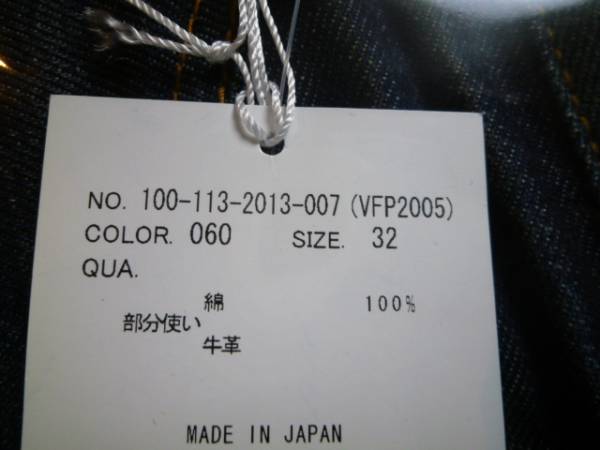 NO. 100-113-2013-007 (VFP2005)
COLOR. 060 SIZE. 32
QUA.
綿 100%
部分使い
牛革
MADE IN JAPAN